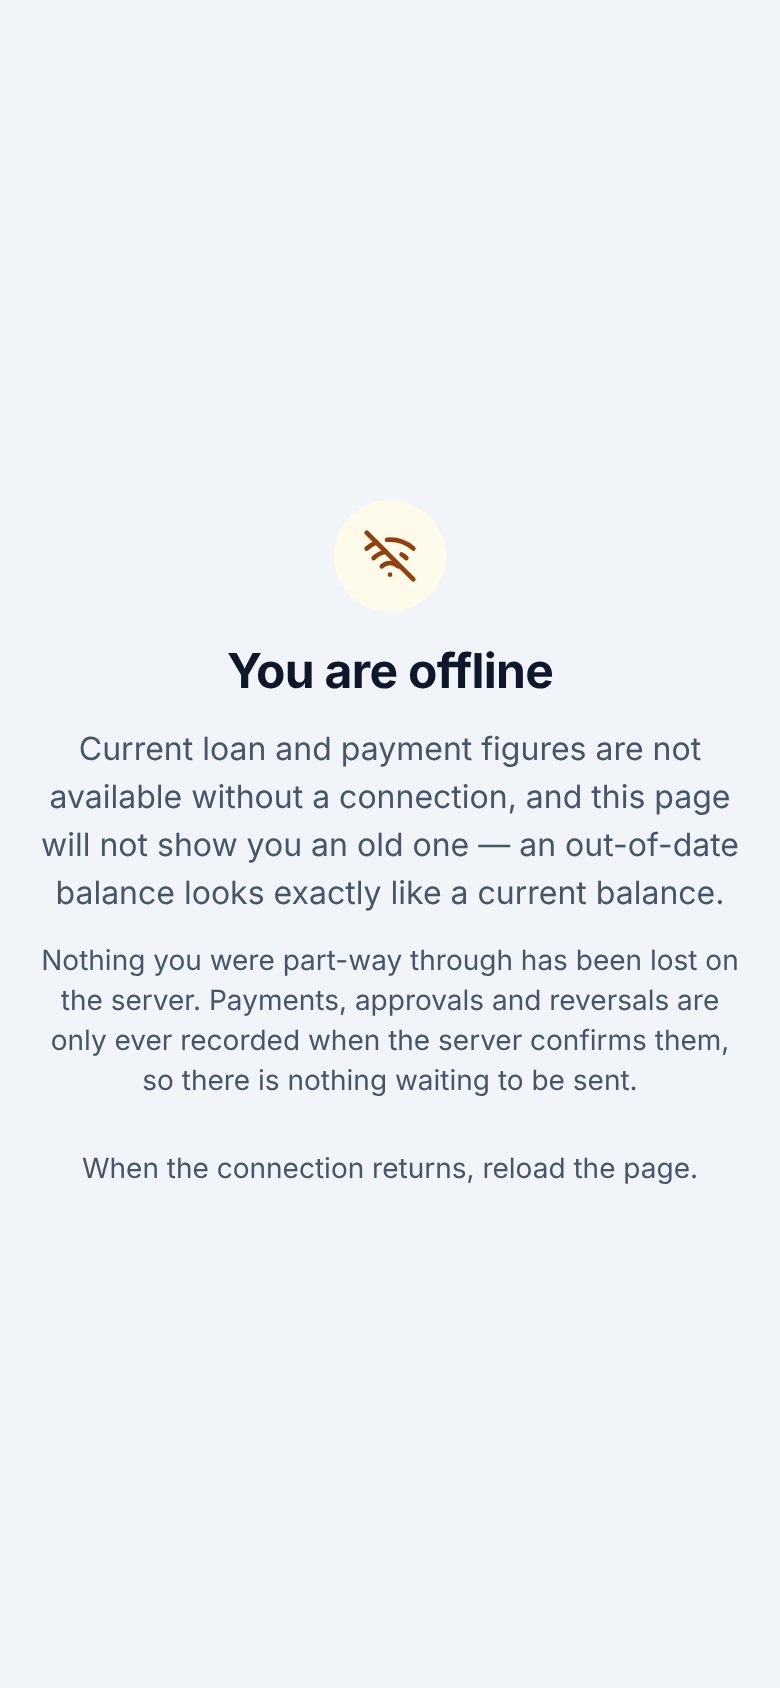 You are offline
Current loan and payment figures are not
available without a connection, and this page
will not show you an old one — an out-of-date
balance looks exactly like a current balance.
Nothing you were part-way through has been lost on
the server. Payments, approvals and reversals are
only ever recorded when the server confirms them,
so there is nothing waiting to be sent.
When the connection returns, reload the page.